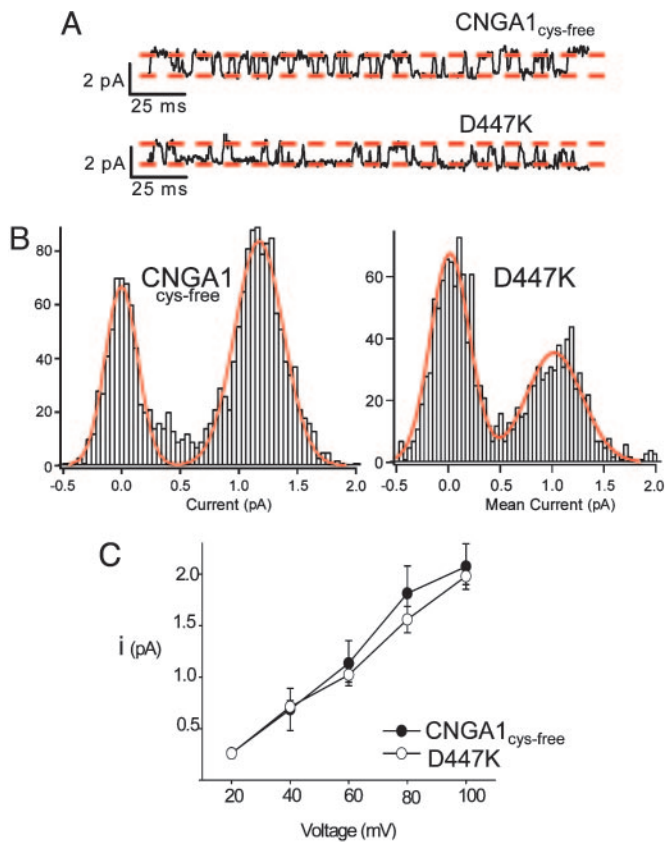 A
CNGA1cys-free
2 pA
25 ms
D447K
2 pA
25 ms
B
CNGA1
cys-free
80
60
40
20
0
-0.5 0.0 0.5 1.0 1.5 2.0
Current (pA)
D447K
60
40
20
0
-0.5 0.0 0.5 1.0 1.5 2.0
Mean Current (pA)
C
2.0
1.5
1.0
0.5
i (pA)
CNGA1cys-free
D447K
20 40 60 80 100
Voltage (mV)